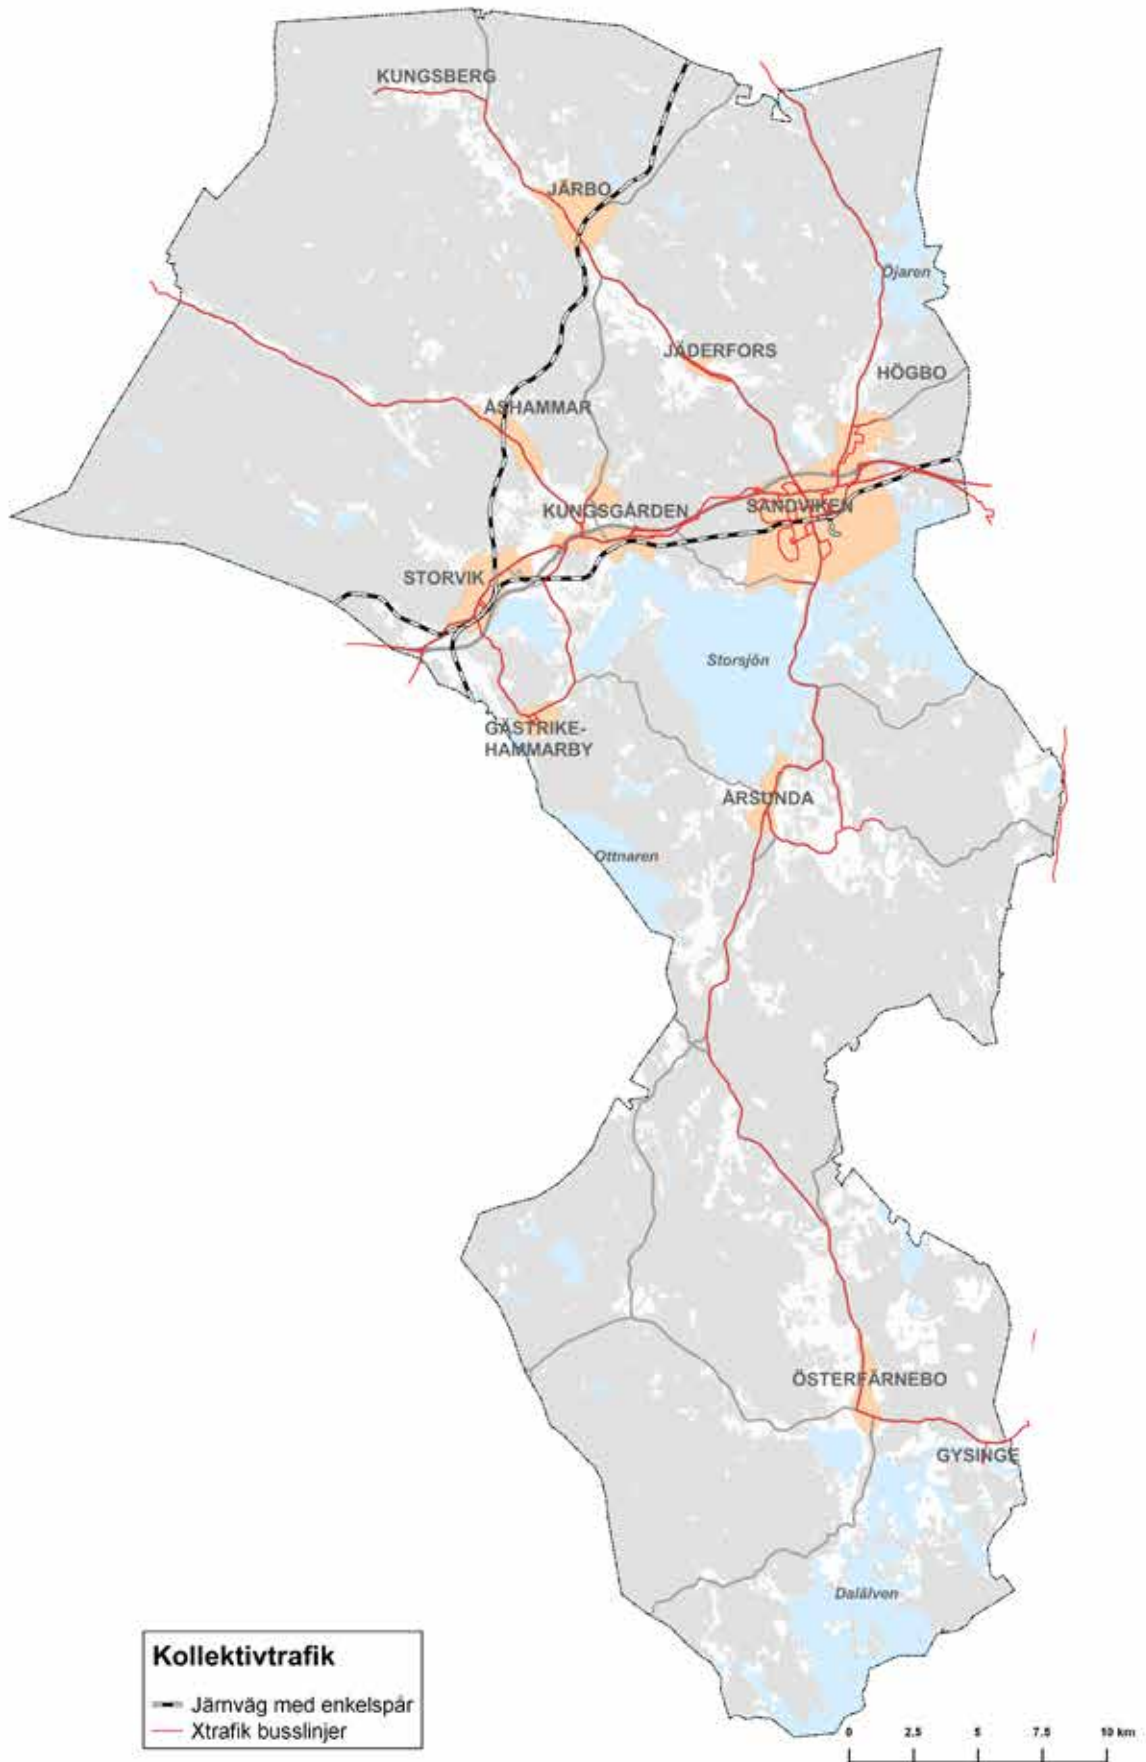 KUNGSBERG
JÄRBO
Öjaren
JÄDERFORS
HÖGBO
ÅSHAMMAR
KUNGSGÅRDEN
SANDVIKEN
STORVIK
Storsjön
GÄSTRIKE-
HAMMARBY
ÅRSUNDA
Ottnaren
ÖSTERFÄRNEBO
GYSINGE
Dalälven
Kollektivtrafik
Järnväg med enkelspår
Xtrafik busslinjer
0 2.5 5 7.5 10 km